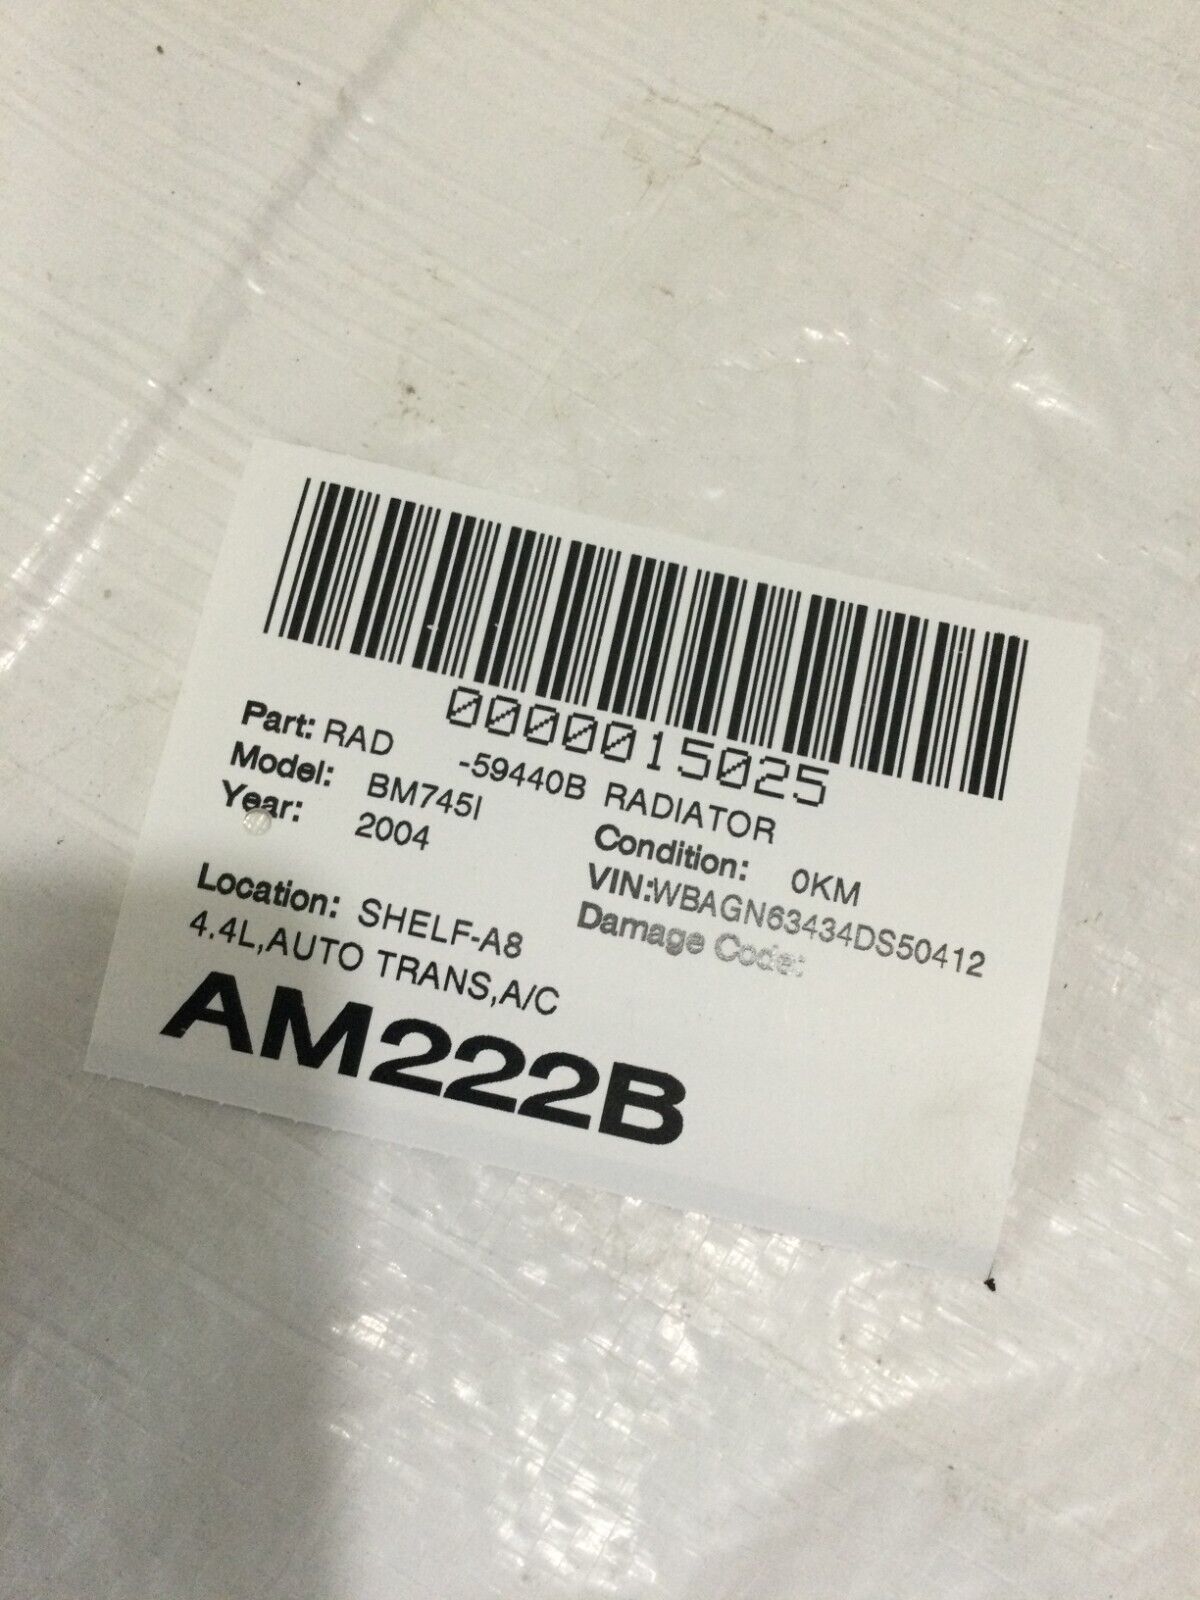 0000015025
Part: RAD -59440B RADIATOR
Model: BM745I Condition: 0KM
Year: 2004 VIN:WBAGN63434DS50412
Damage Code:
Location: SHELF-A8
4.4L,AUTO TRANS,A/C
AM222B